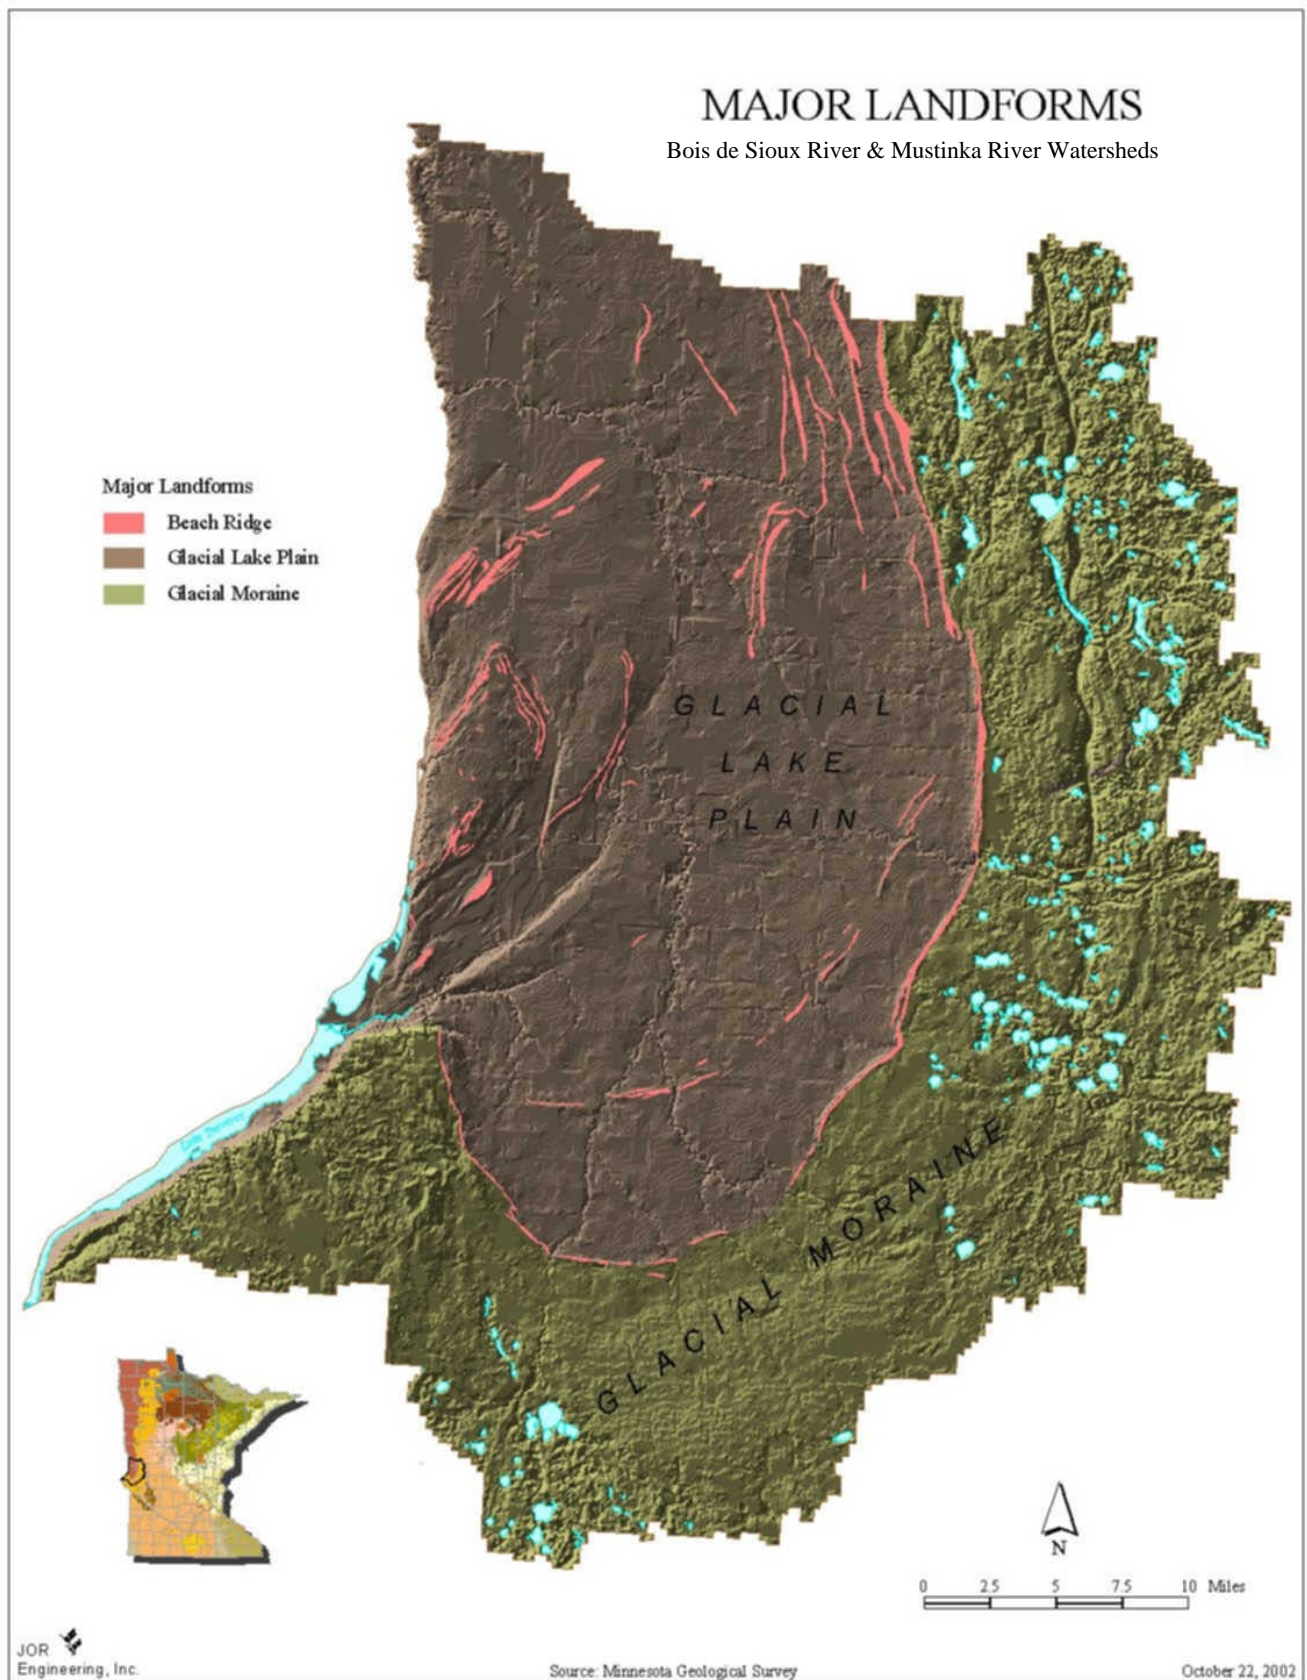 MAJOR LANDFORMS
Bois de Sioux River & Mustinka River Watersheds
Major Landforms
Beach Ridge
Glacial Lake Plain
Glacial Moraine
GLACIAL
LAKE
PLAIN
GLACIAL MORAINE
N
0 2.5 5 7.5 10 Miles
JOR
Engineering, Inc.
Source: Minnesota Geological Survey
October 22, 2002